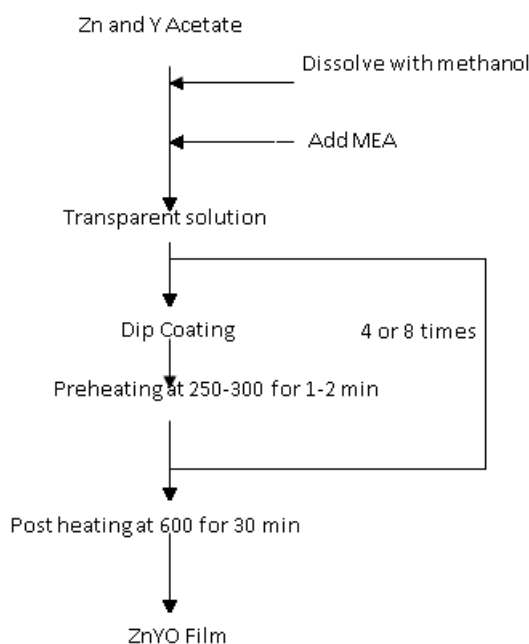 Zn and Y Acetate
Dissolve with methanol
Add MEA
Transparent solution
Dip Coating
4 or 8 times
Preheating at 250-300 for 1-2 min
Post heating at 600 for 30 min
ZnYO Film